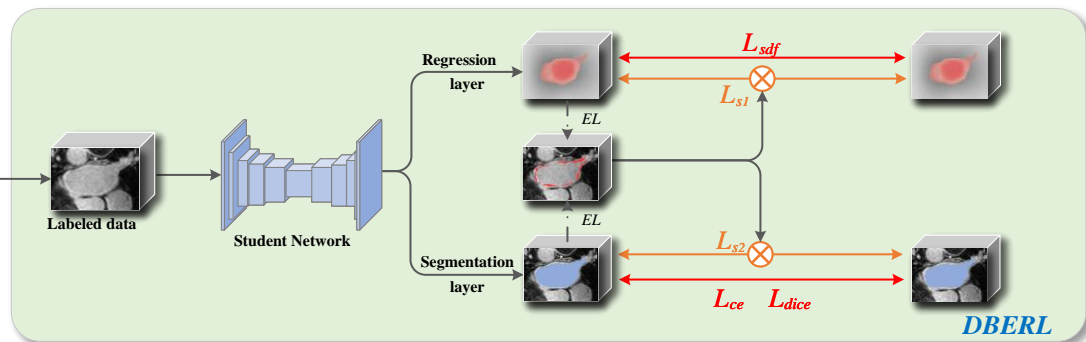 Regression
layer
L_sdf
L_s1
EL
Labeled data
Student Network
EL
Segmentation
layer
L_s2
L_ce L_dice
DBERL